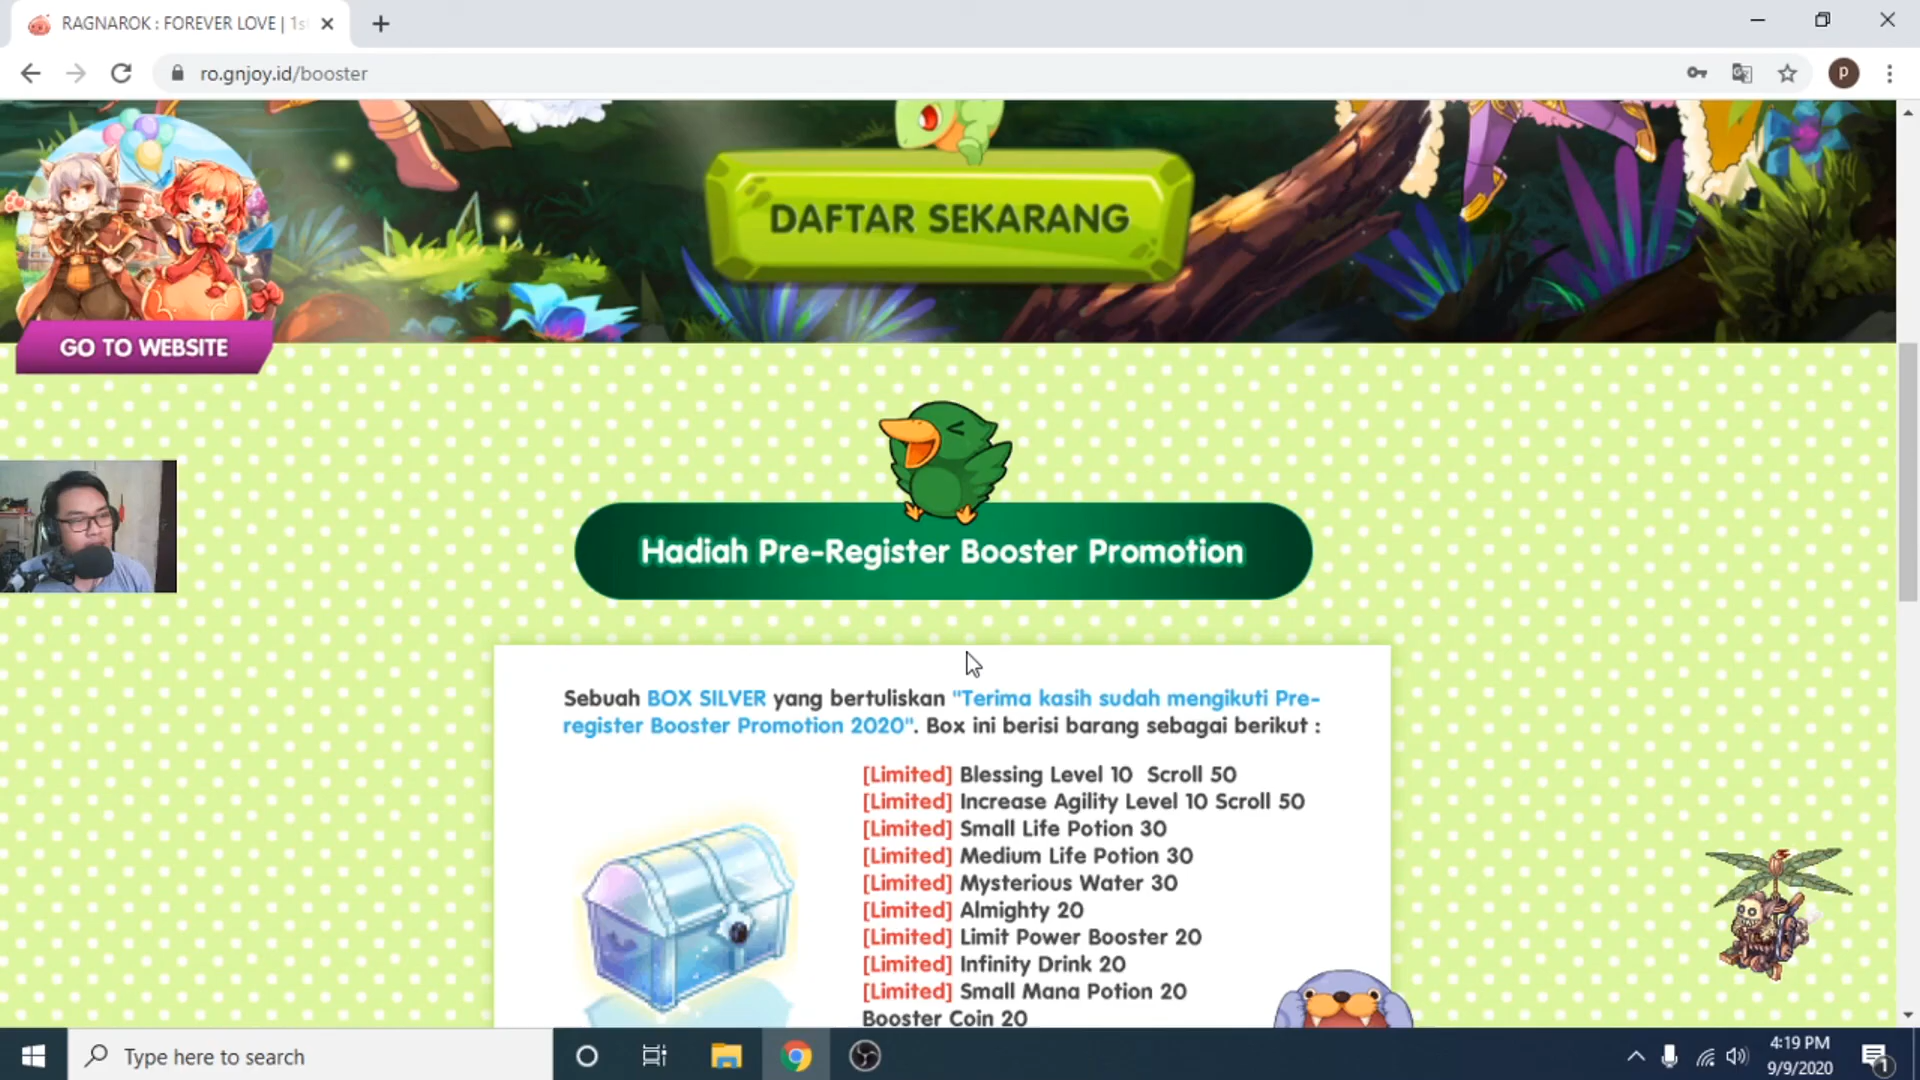 RAGNAROK : FOREVER LOVE | 1s
ro.gnjoy.id/booster
P
DAFTAR SEKARANG
GO TO WEBSITE
Hadiah Pre-Register Booster Promotion
Sebuah BOX SILVER yang bertuliskan "Terima kasih sudah mengikuti Pre-
register Booster Promotion 2020". Box ini berisi barang sebagai berikut :
[Limited] Blessing Level 10 Scroll 50
[Limited] Increase Agility Level 10 Scroll 50
[Limited] Small Life Potion 30
[Limited] Medium Life Potion 30
[Limited] Mysterious Water 30
[Limited] Almighty 20
[Limited] Limit Power Booster 20
[Limited] Infinity Drink 20
[Limited] Small Mana Potion 20
Booster Coin 20
Type here to search
4:19 PM
9/9/2020
1